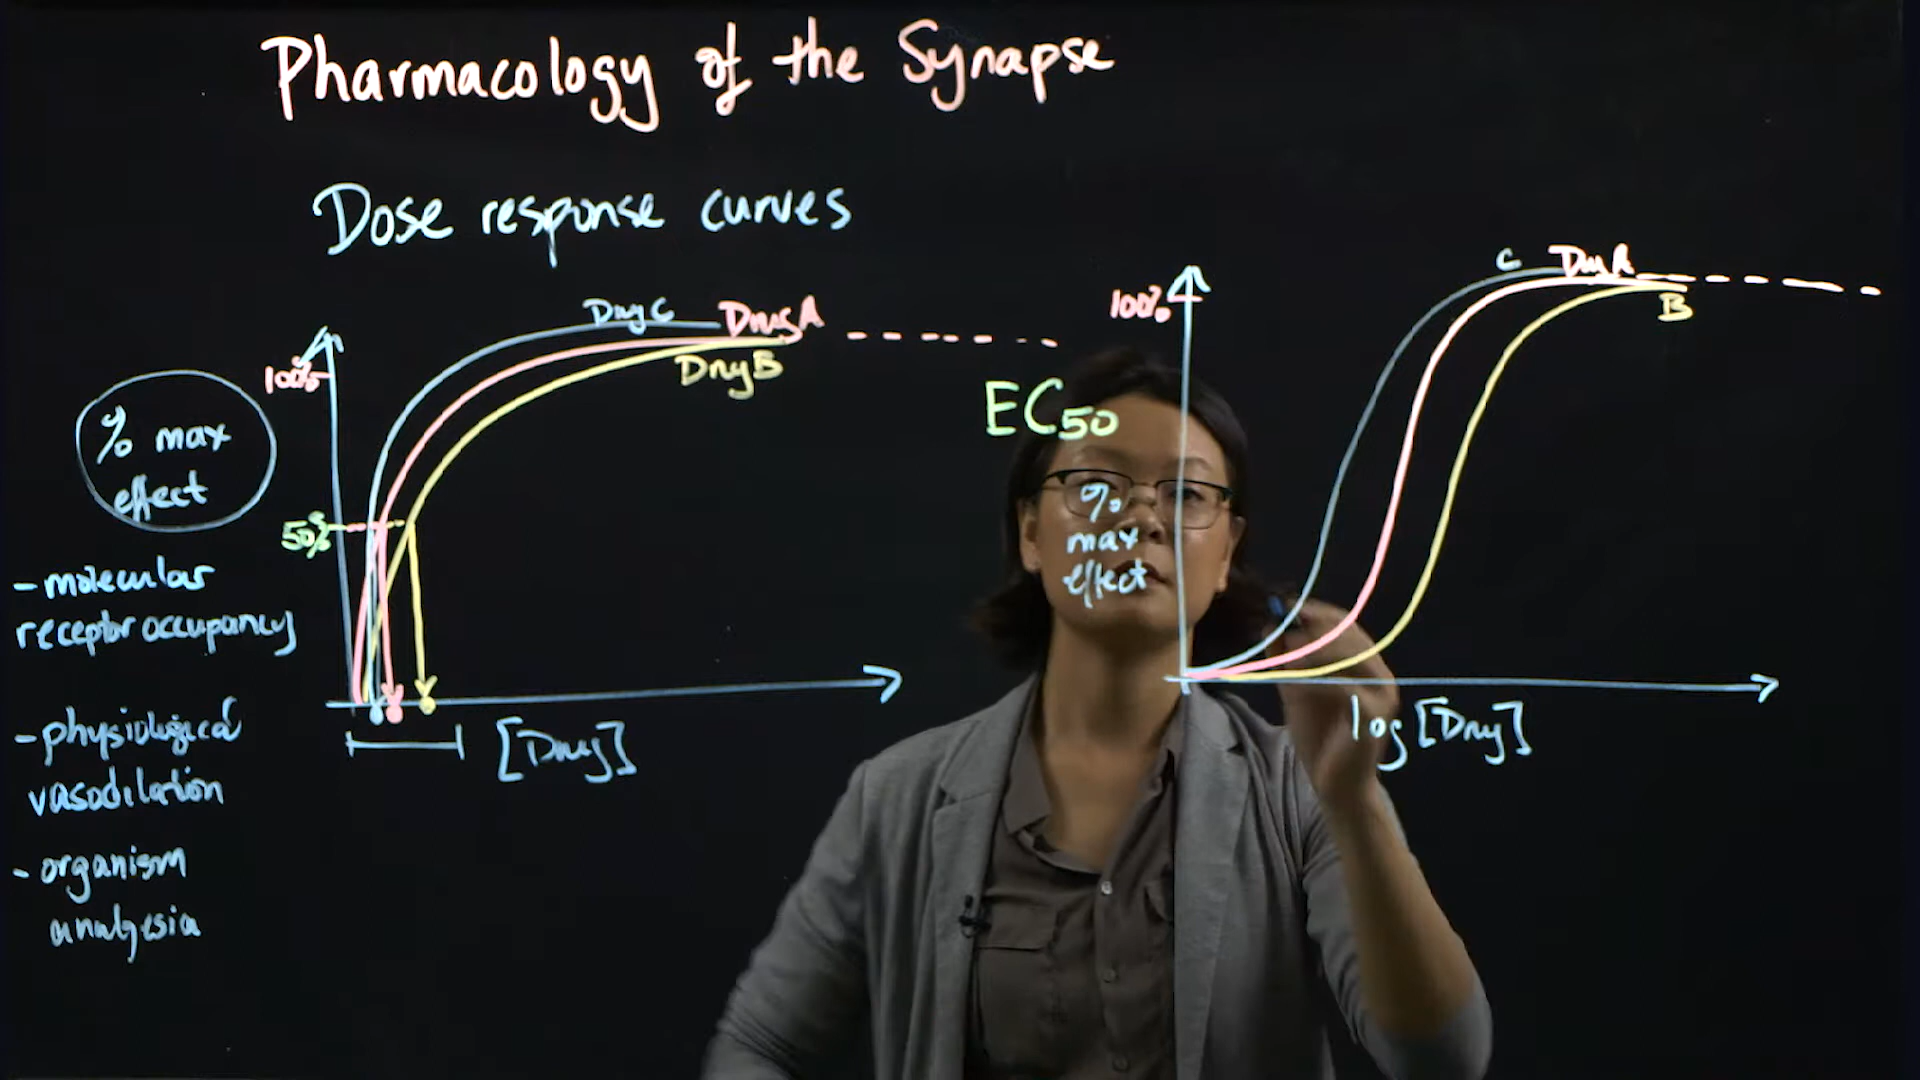 Pharmacology of the Synapse
Dose response curves
Drug C
Drug A
Drug B
100%
% max
effect
50%
- molecular
receptor occupancy
- physiological
vasodilation
- organism
analgesia
[Drug]
EC50
100%
C
Drug A
B
%
max
effect
log [Drug]